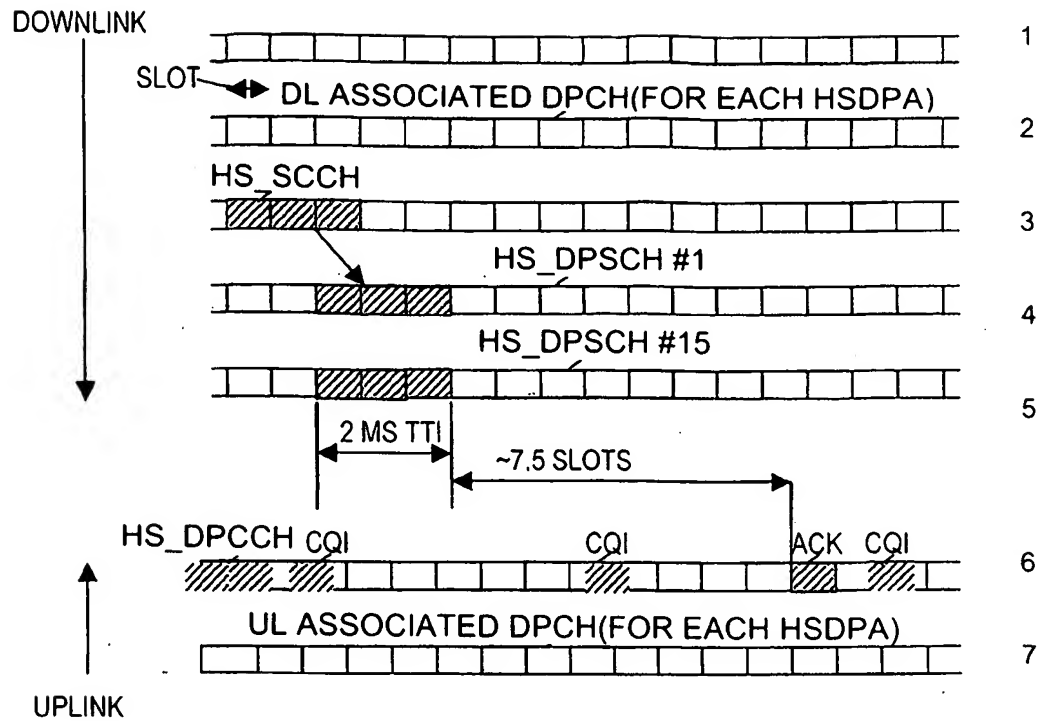 DOWNLINK
1
SLOT
DL ASSOCIATED DPCH(FOR EACH HSDPA)
2
HS_SCCH
3
HS_DPSCH #1
4
HS_DPSCH #15
5
2 MS TTI
~7.5 SLOTS
HS_DPCCH CQI CQI ACK CQI
6
UL ASSOCIATED DPCH(FOR EACH HSDPA)
7
UPLINK